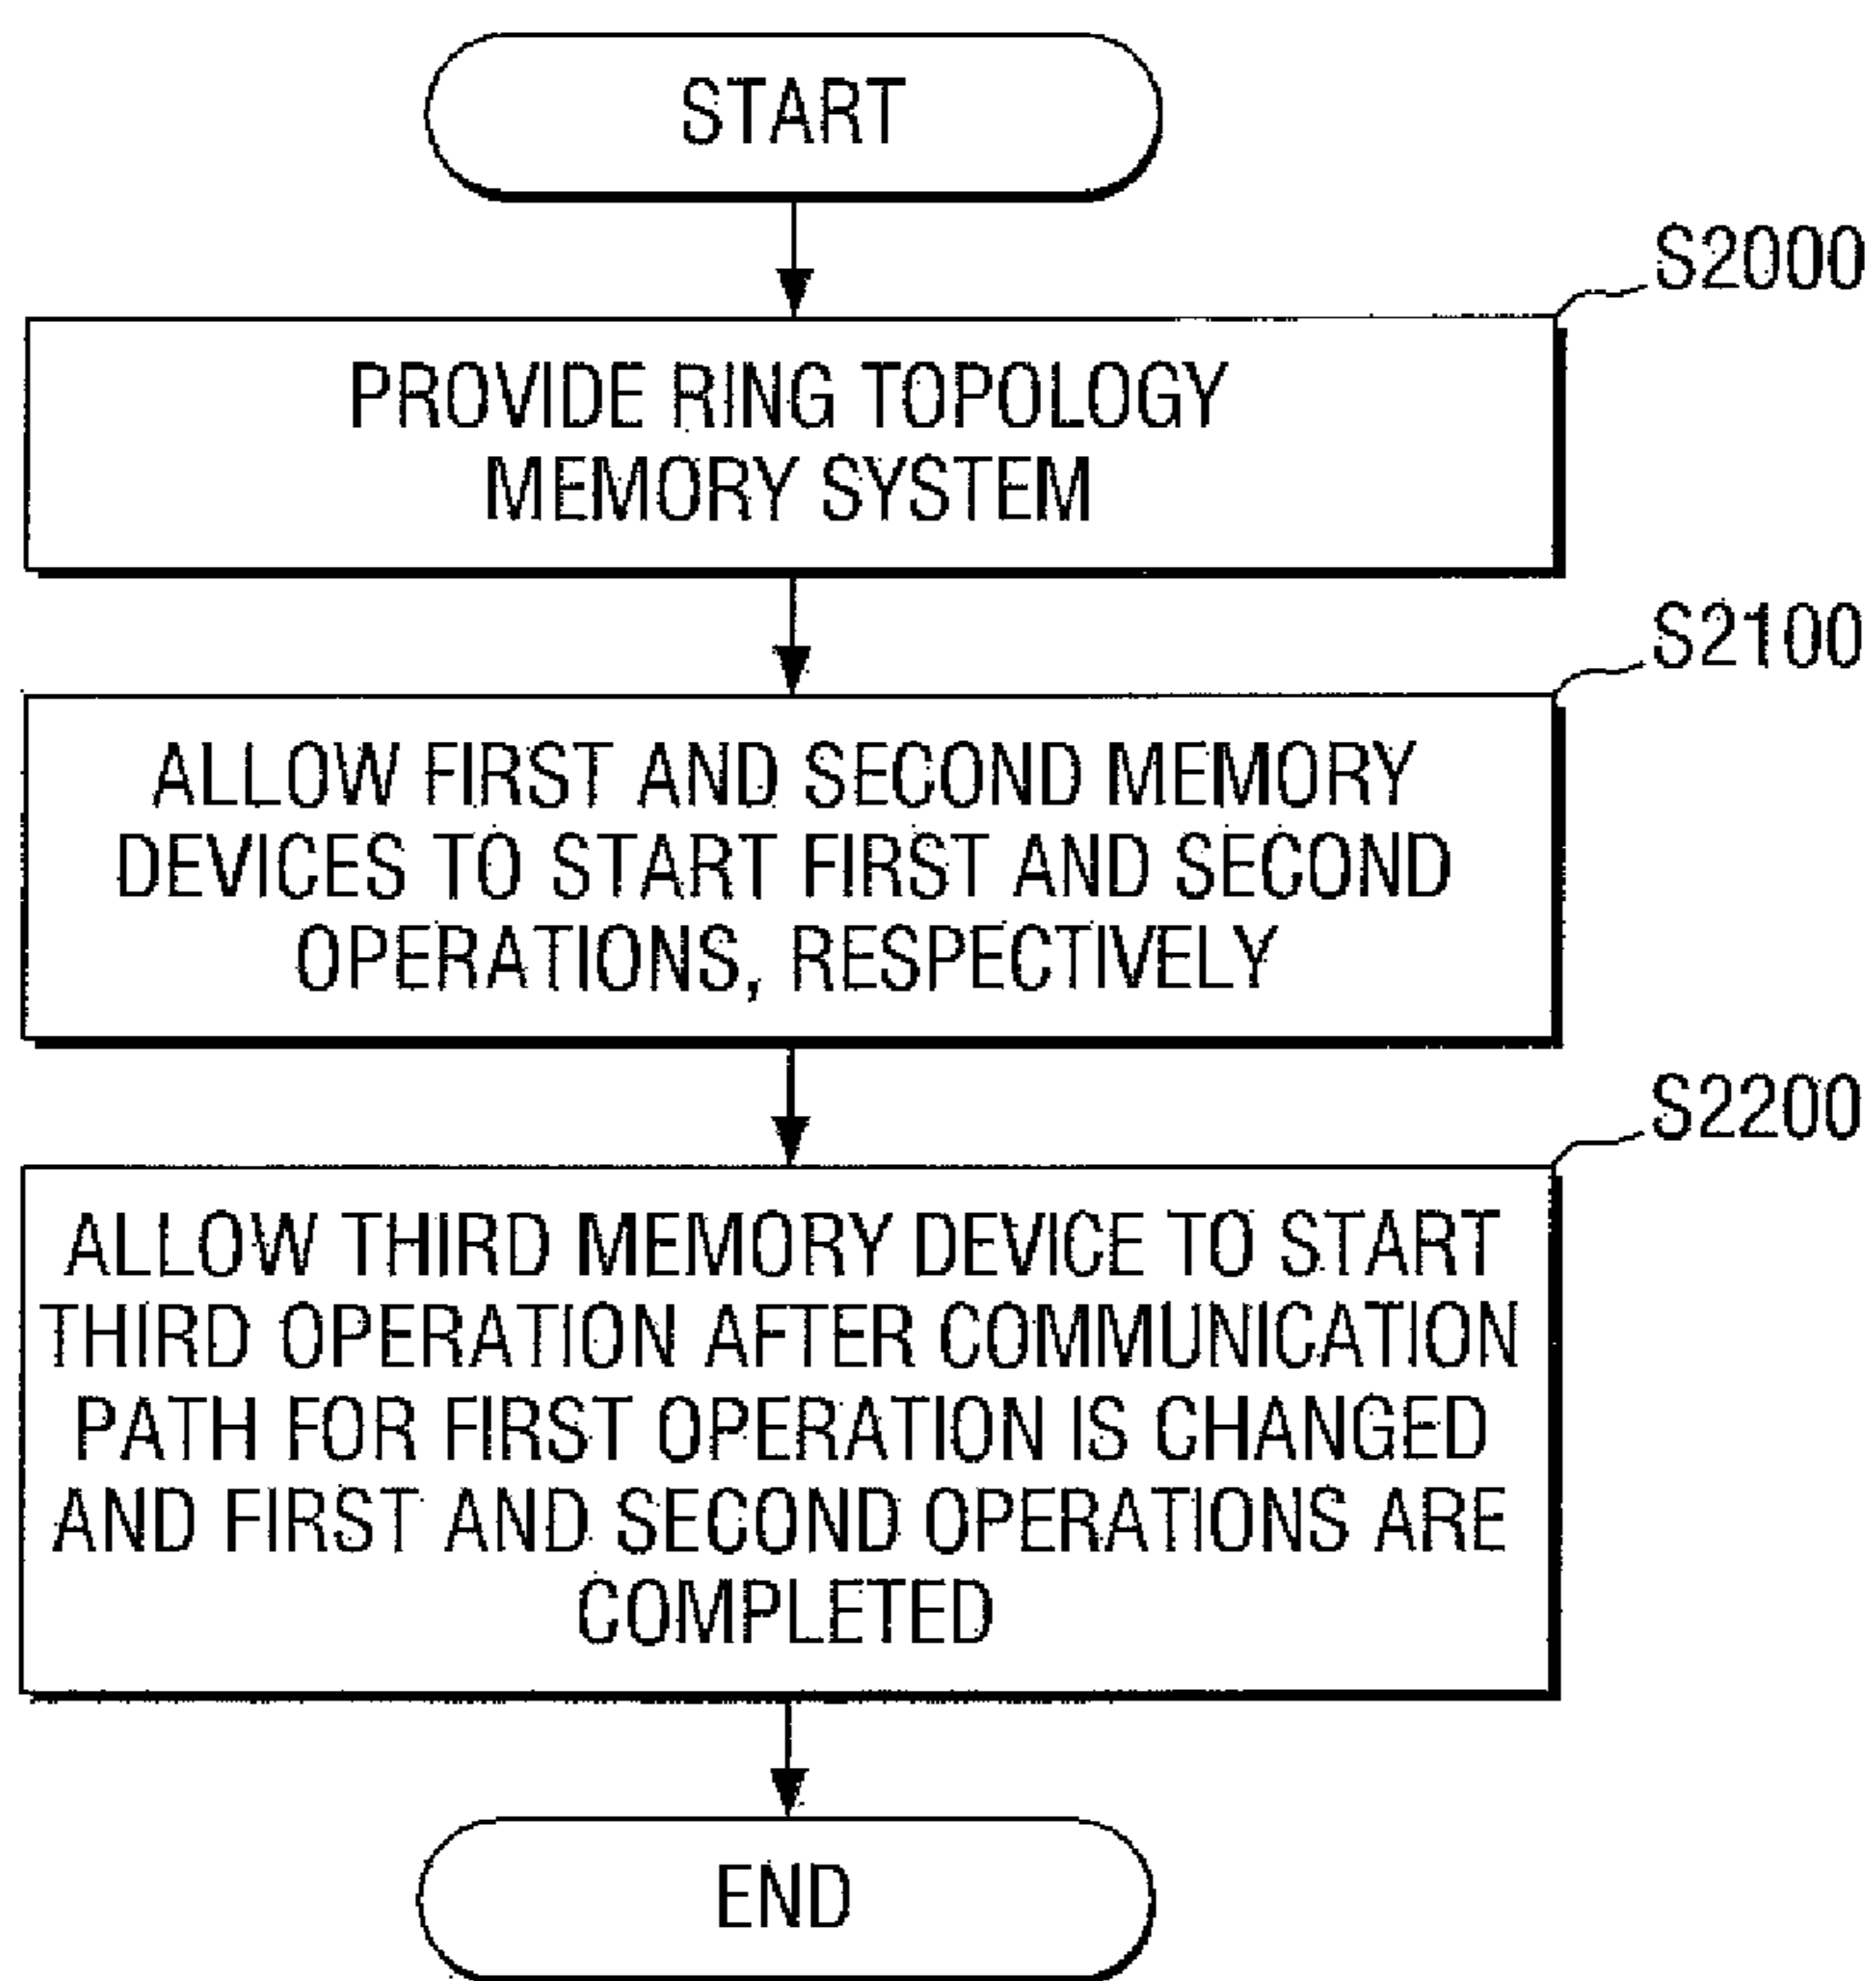 START
S2000
PROVIDE RING TOPOLOGY
MEMORY SYSTEM
S2100
ALLOW FIRST AND SECOND MEMORY
DEVICES TO START FIRST AND SECOND
OPERATIONS, RESPECTIVELY
S2200
ALLOW THIRD MEMORY DEVICE TO START
THIRD OPERATION AFTER COMMUNICATION
PATH FOR FIRST OPERATION IS CHANGED
AND FIRST AND SECOND OPERATIONS ARE
COMPLETED
END